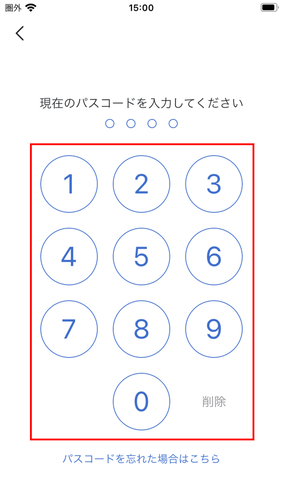 圏外 15:00
現在のパスコードを入力してください
1 2 3
4 5 6
7 8 9
0 削除
パスコードを忘れた場合はこちら